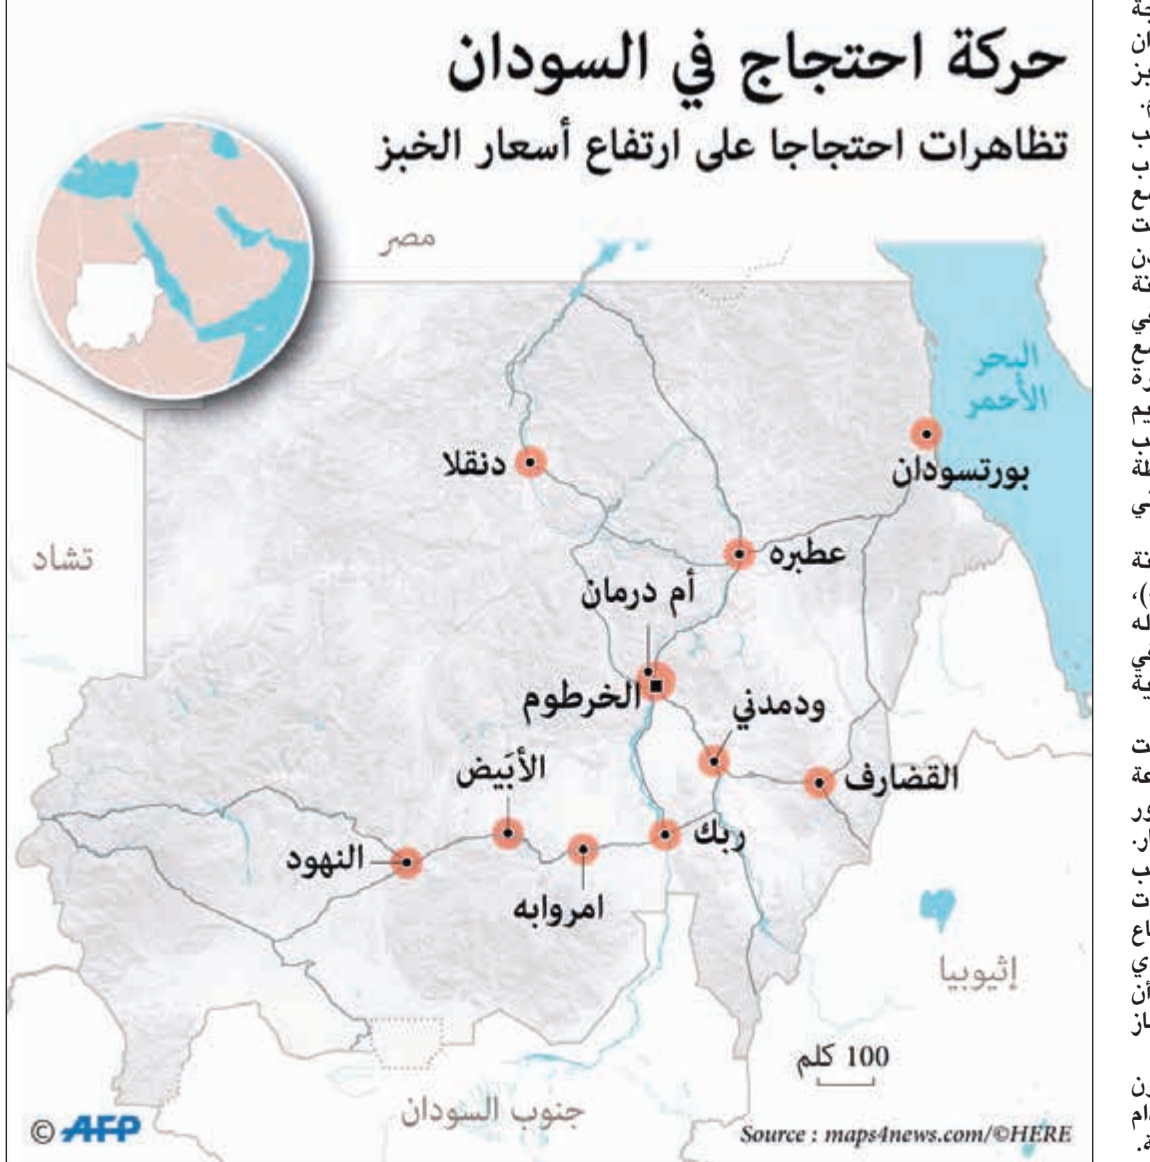 حركة احتجاج في السودان
تظاهرات احتجاجا على ارتفاع أسعار الخبز
مصر
البحر
الأحمر
بورتسودان
دنقلا
عطبره
تشاد
أم درمان
الخرطوم
ودمدني
الأبَيض
القضارف
ربك
النهود
امروابه
إثيوبيا
100 كلم
جنوب السودان
© AFP
Source : maps4news.com/©HERE